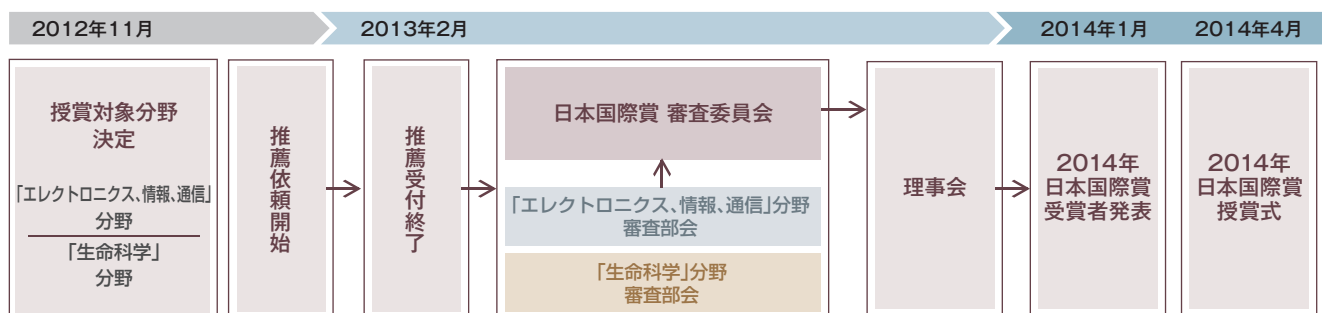 2012年11月
2013年2月
2014年1月
2014年4月
授賞対象分野
決定
「エレクトロニクス、情報、通信」
分野
「生命科学」
分野
推薦依頼開始
推薦受付終了
日本国際賞 審査委員会
「エレクトロニクス、情報、通信」分野
審査部会
「生命科学」分野
審査部会
理事会
2014年
日本国際賞
受賞者発表
2014年
日本国際賞
授賞式